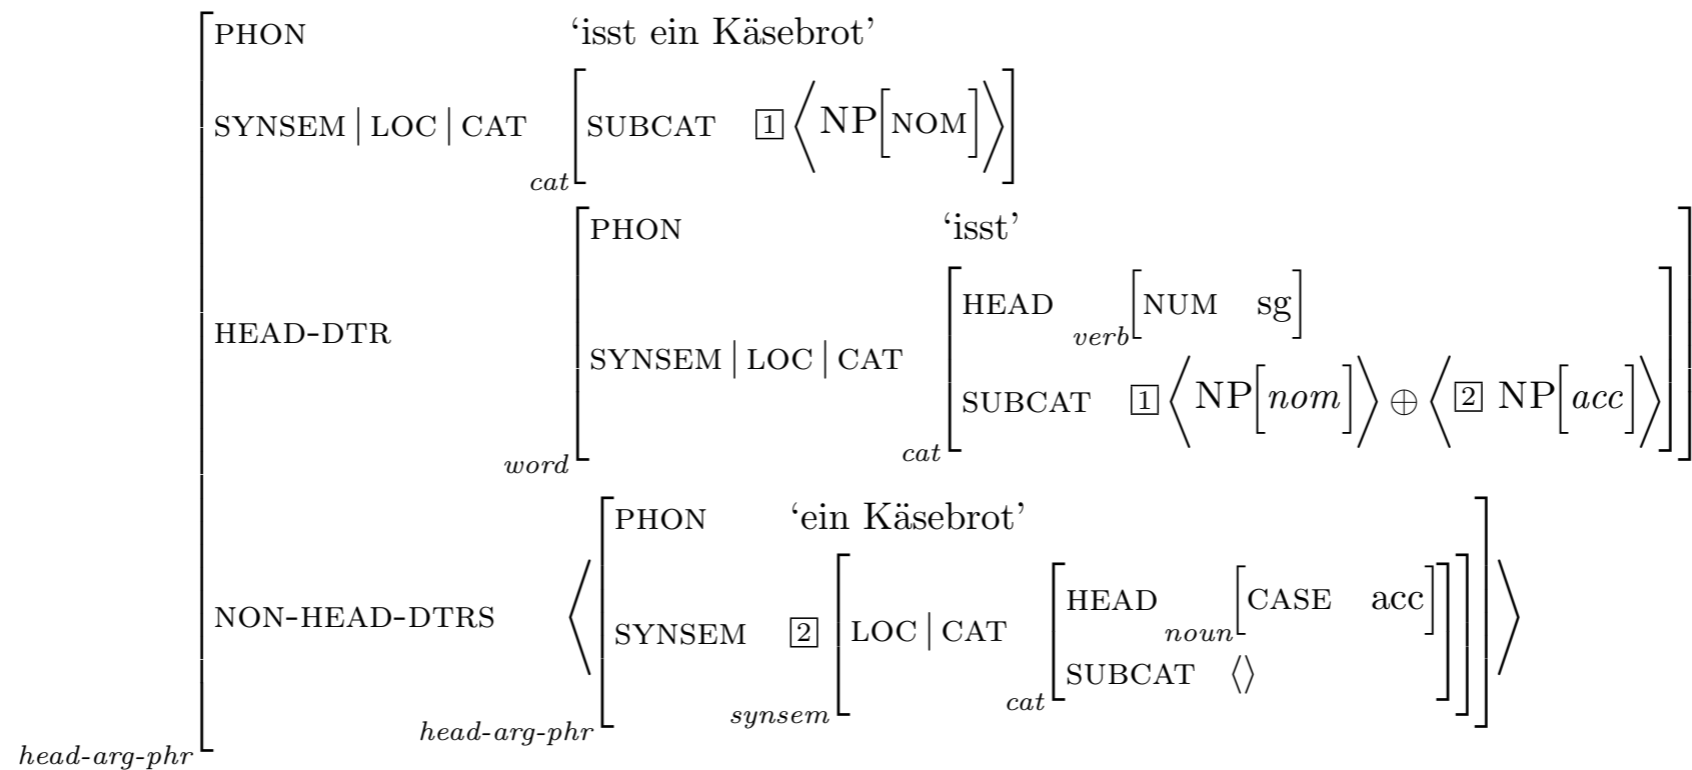 PHON ‘isst ein Käsebrot’
SYNSEM | LOC | CAT [SUBCAT 1 ⟨NP[NOM]⟩]
cat
PHON ‘isst’
HEAD [NUM sg]
verb
HEAD-DTR
SYNSEM | LOC | CAT
SUBCAT 1 ⟨NP[nom]⟩ ⊕ ⟨2 NP[acc]⟩
cat
word
PHON ‘ein Käsebrot’
HEAD [CASE acc]
noun
NON-HEAD-DTRS
SYNSEM 2 [LOC | CAT
SUBCAT ⟨⟩
cat
synsem
head-arg-phr
head-arg-phr